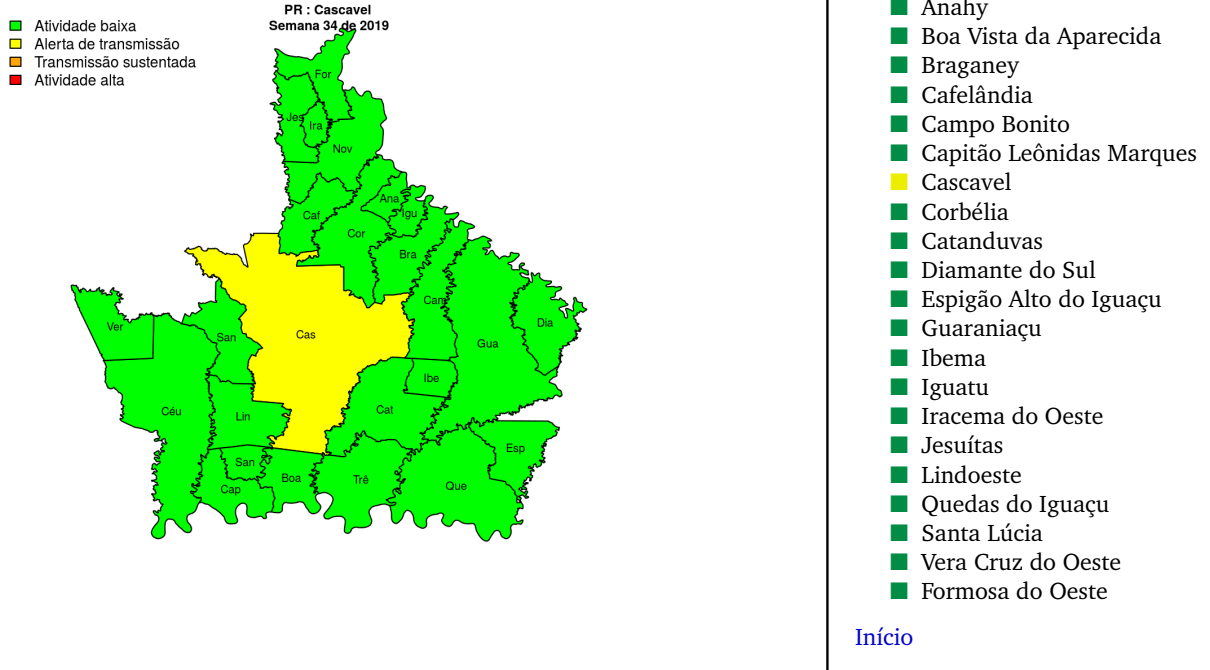 PR : Cascavel
Semana 34 de 2019
Atividade baixa
Alerta de transmissão
Transmissão sustentada
Atividade alta
For
Jes
Ira
Nov
Ana
Caf
Igu
Cor
Bra
Cam
Ver
Dia
San
Cas
Gua
Ibe
Céu
Cat
Lin
Esp
San
Boa
Trê
Cap
Que
Anahy
Boa Vista da Aparecida
Braganey
Cafelândia
Campo Bonito
Capitão Leônidas Marques
Cascavel
Corbélia
Catanduvas
Diamante do Sul
Espigão Alto do Iguaçu
Guaraniaçu
Ibema
Iguatu
Iracema do Oeste
Jesuítas
Lindoeste
Quedas do Iguaçu
Santa Lúcia
Vera Cruz do Oeste
Formosa do Oeste
Início